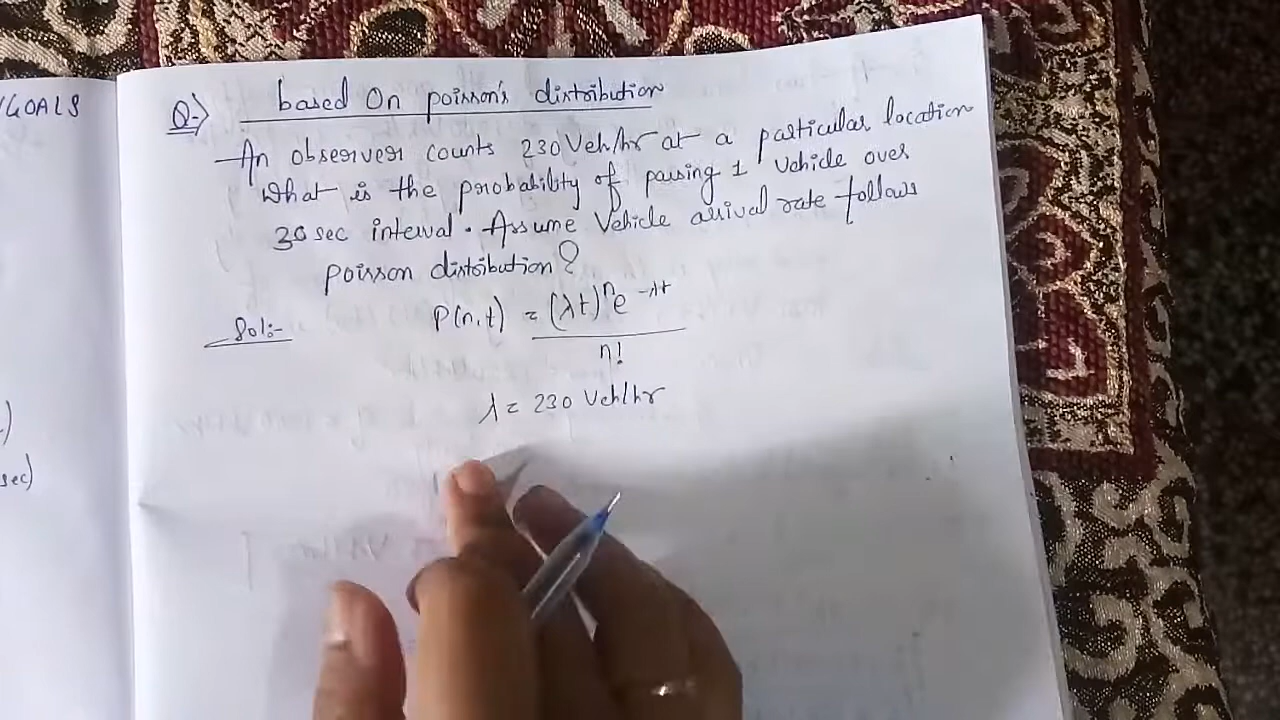 /GOALS
)
sec)
Q→ based On poisson's distribution
An observer counts 230 Veh/hr at a particular location
What is the probability of passing 1 vehicle over
30 sec interval. Assume Vehicle arrival rate follows
poisson distribution?
Sol:- P(n,t) = (λt)ⁿe⁻λt
n!
λ = 230 Veh/hr